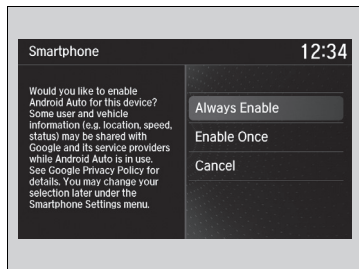 Smartphone
12:34
Would you like to enable
Android Auto for this device?
Some user and vehicle
information (e.g. location, speed,
status) may be shared with
Google and its service providers
while Android Auto is in use.
See Google Privacy Policy for
details. You may change your
selection later under the
Smartphone Settings menu.
Always Enable
Enable Once
Cancel